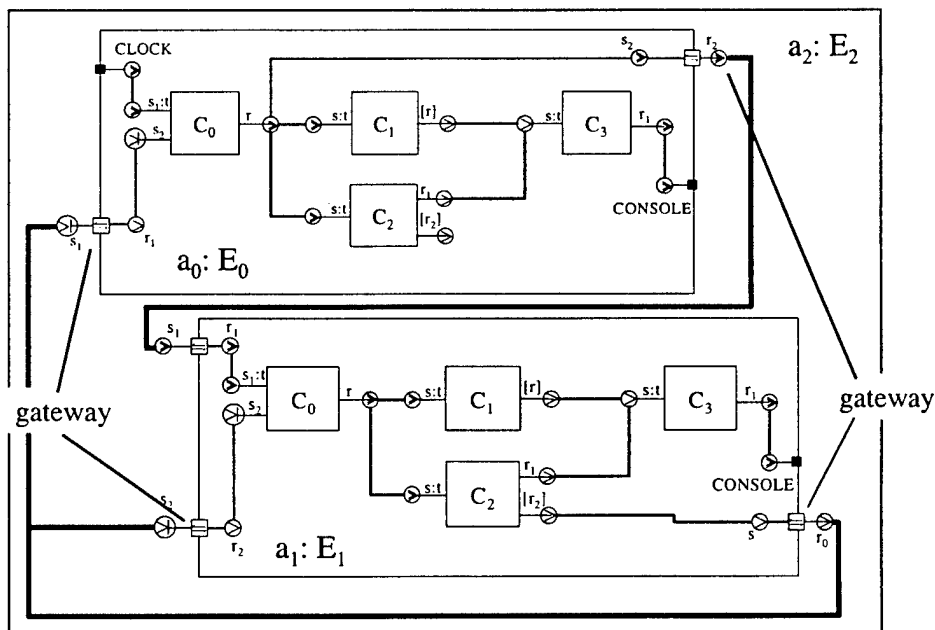 a₂: E₂
CLOCK
s₁:t
s₂
C₀
r
s:t
C₁
[r]
s:t
C₂
r₁
[r₂]
s:t
C₃
r₁
CONSOLE
s₂
r₂
s₁
r₁
a₀: E₀
gateway
gateway
s₁
r₁
s₁:t
s₂
C₀
r
s:t
C₁
[r]
s:t
C₂
r₁
[r₂]
s:t
C₃
r₁
CONSOLE
s₂
r₂
s
r₀
a₁: E₁